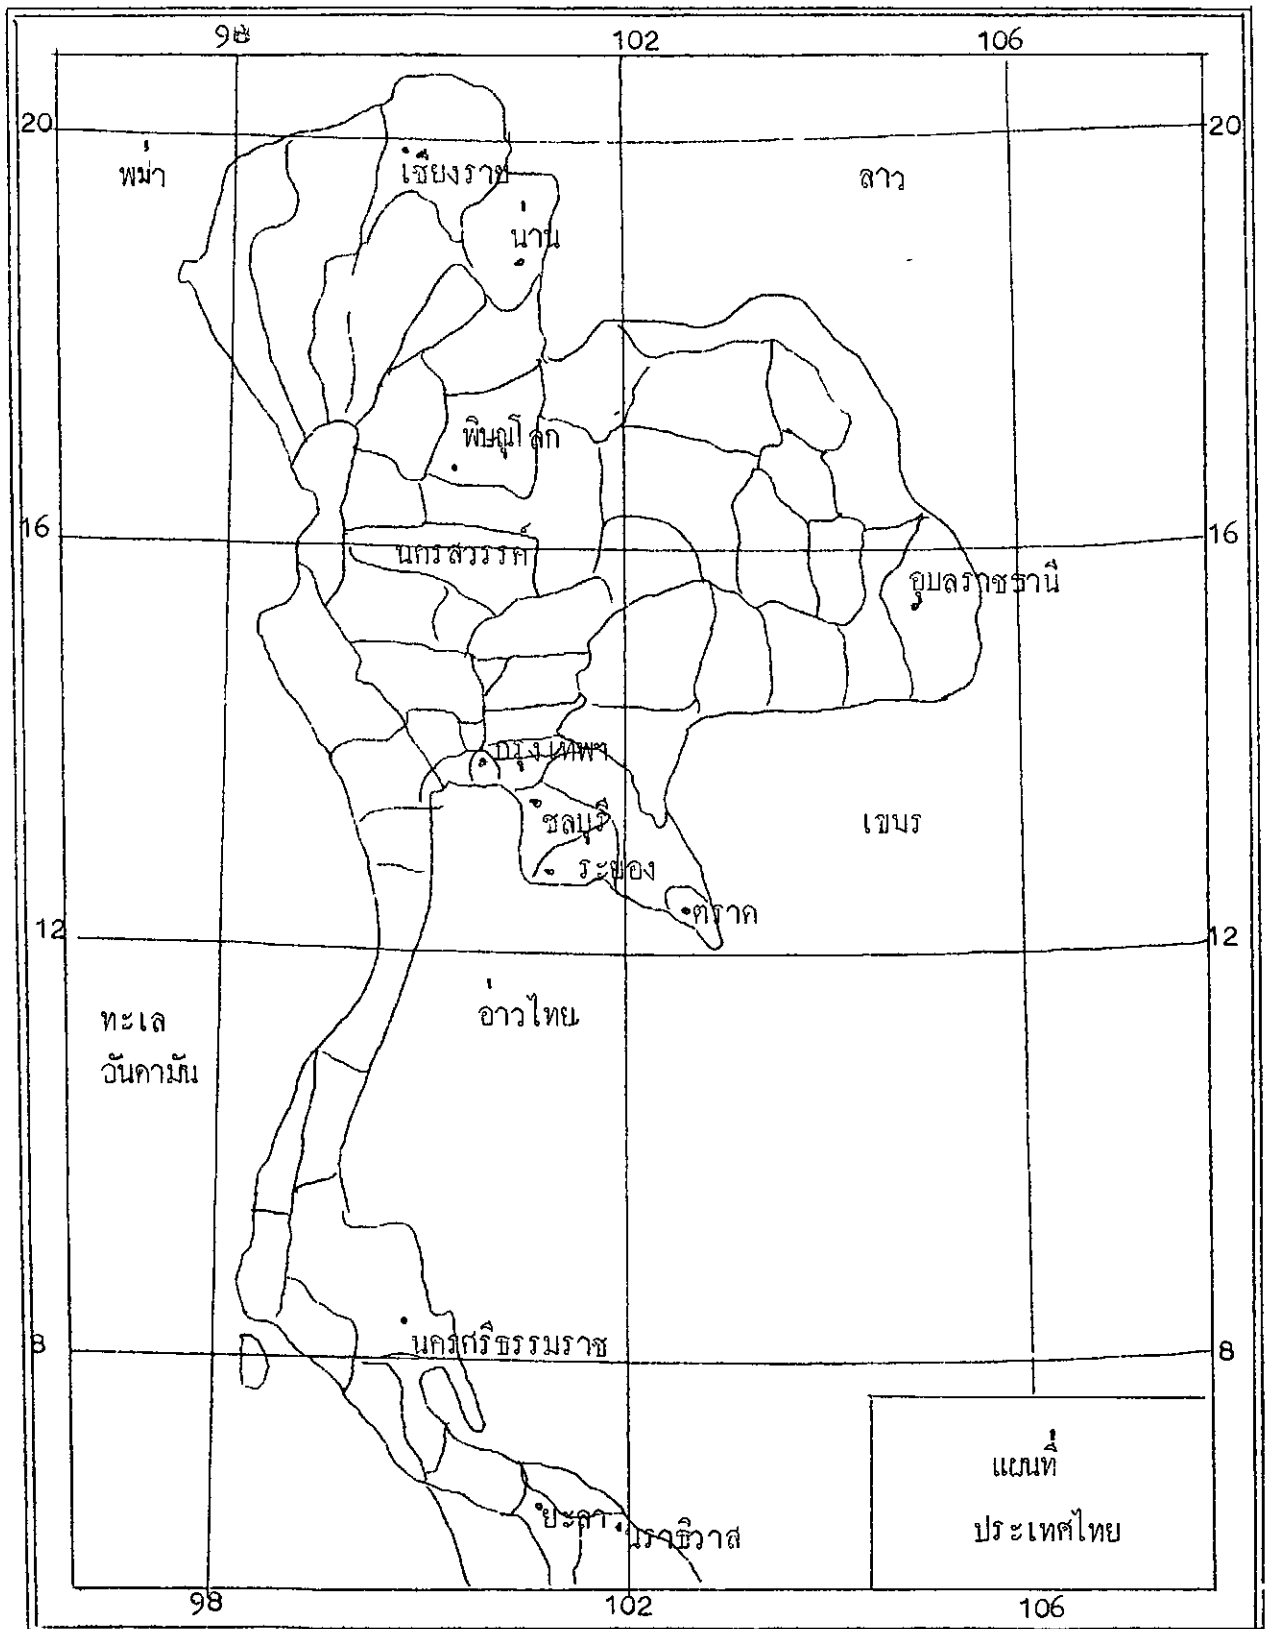 98 102 106
20 20
พม่า
เชียงราย
ลาว
น่าน
พิษณุโลก
16 16
นครสวรรค์
อุบลราชธานี
กรุงเทพฯ
ชลบุรี
เขมร
ระยอง
ตราด
12 12
อ่าวไทย
ทะเล
อันดามัน
นครศรีธรรมราช
8 8
แผนที่
ประเทศไทย
ยะลา
นราธิวาส
98 102 106